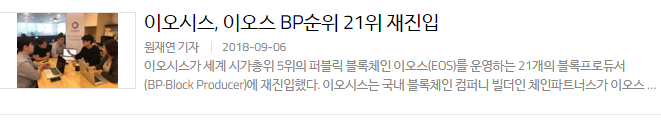 이오시스, 이오스 BP순위 21위 재진입
원재연 기자 | 2018-09-06
이오시스가 세계 시가총위 5위의 퍼블릭 블록체인 이오스(EOS)를 운영하는 21개의 블록프로듀서
(BP·Block Producer)에 재진입했다. 이오시스는 국내 블록체인 컴퍼니 빌더인 체인파트너스가 이오스 ...